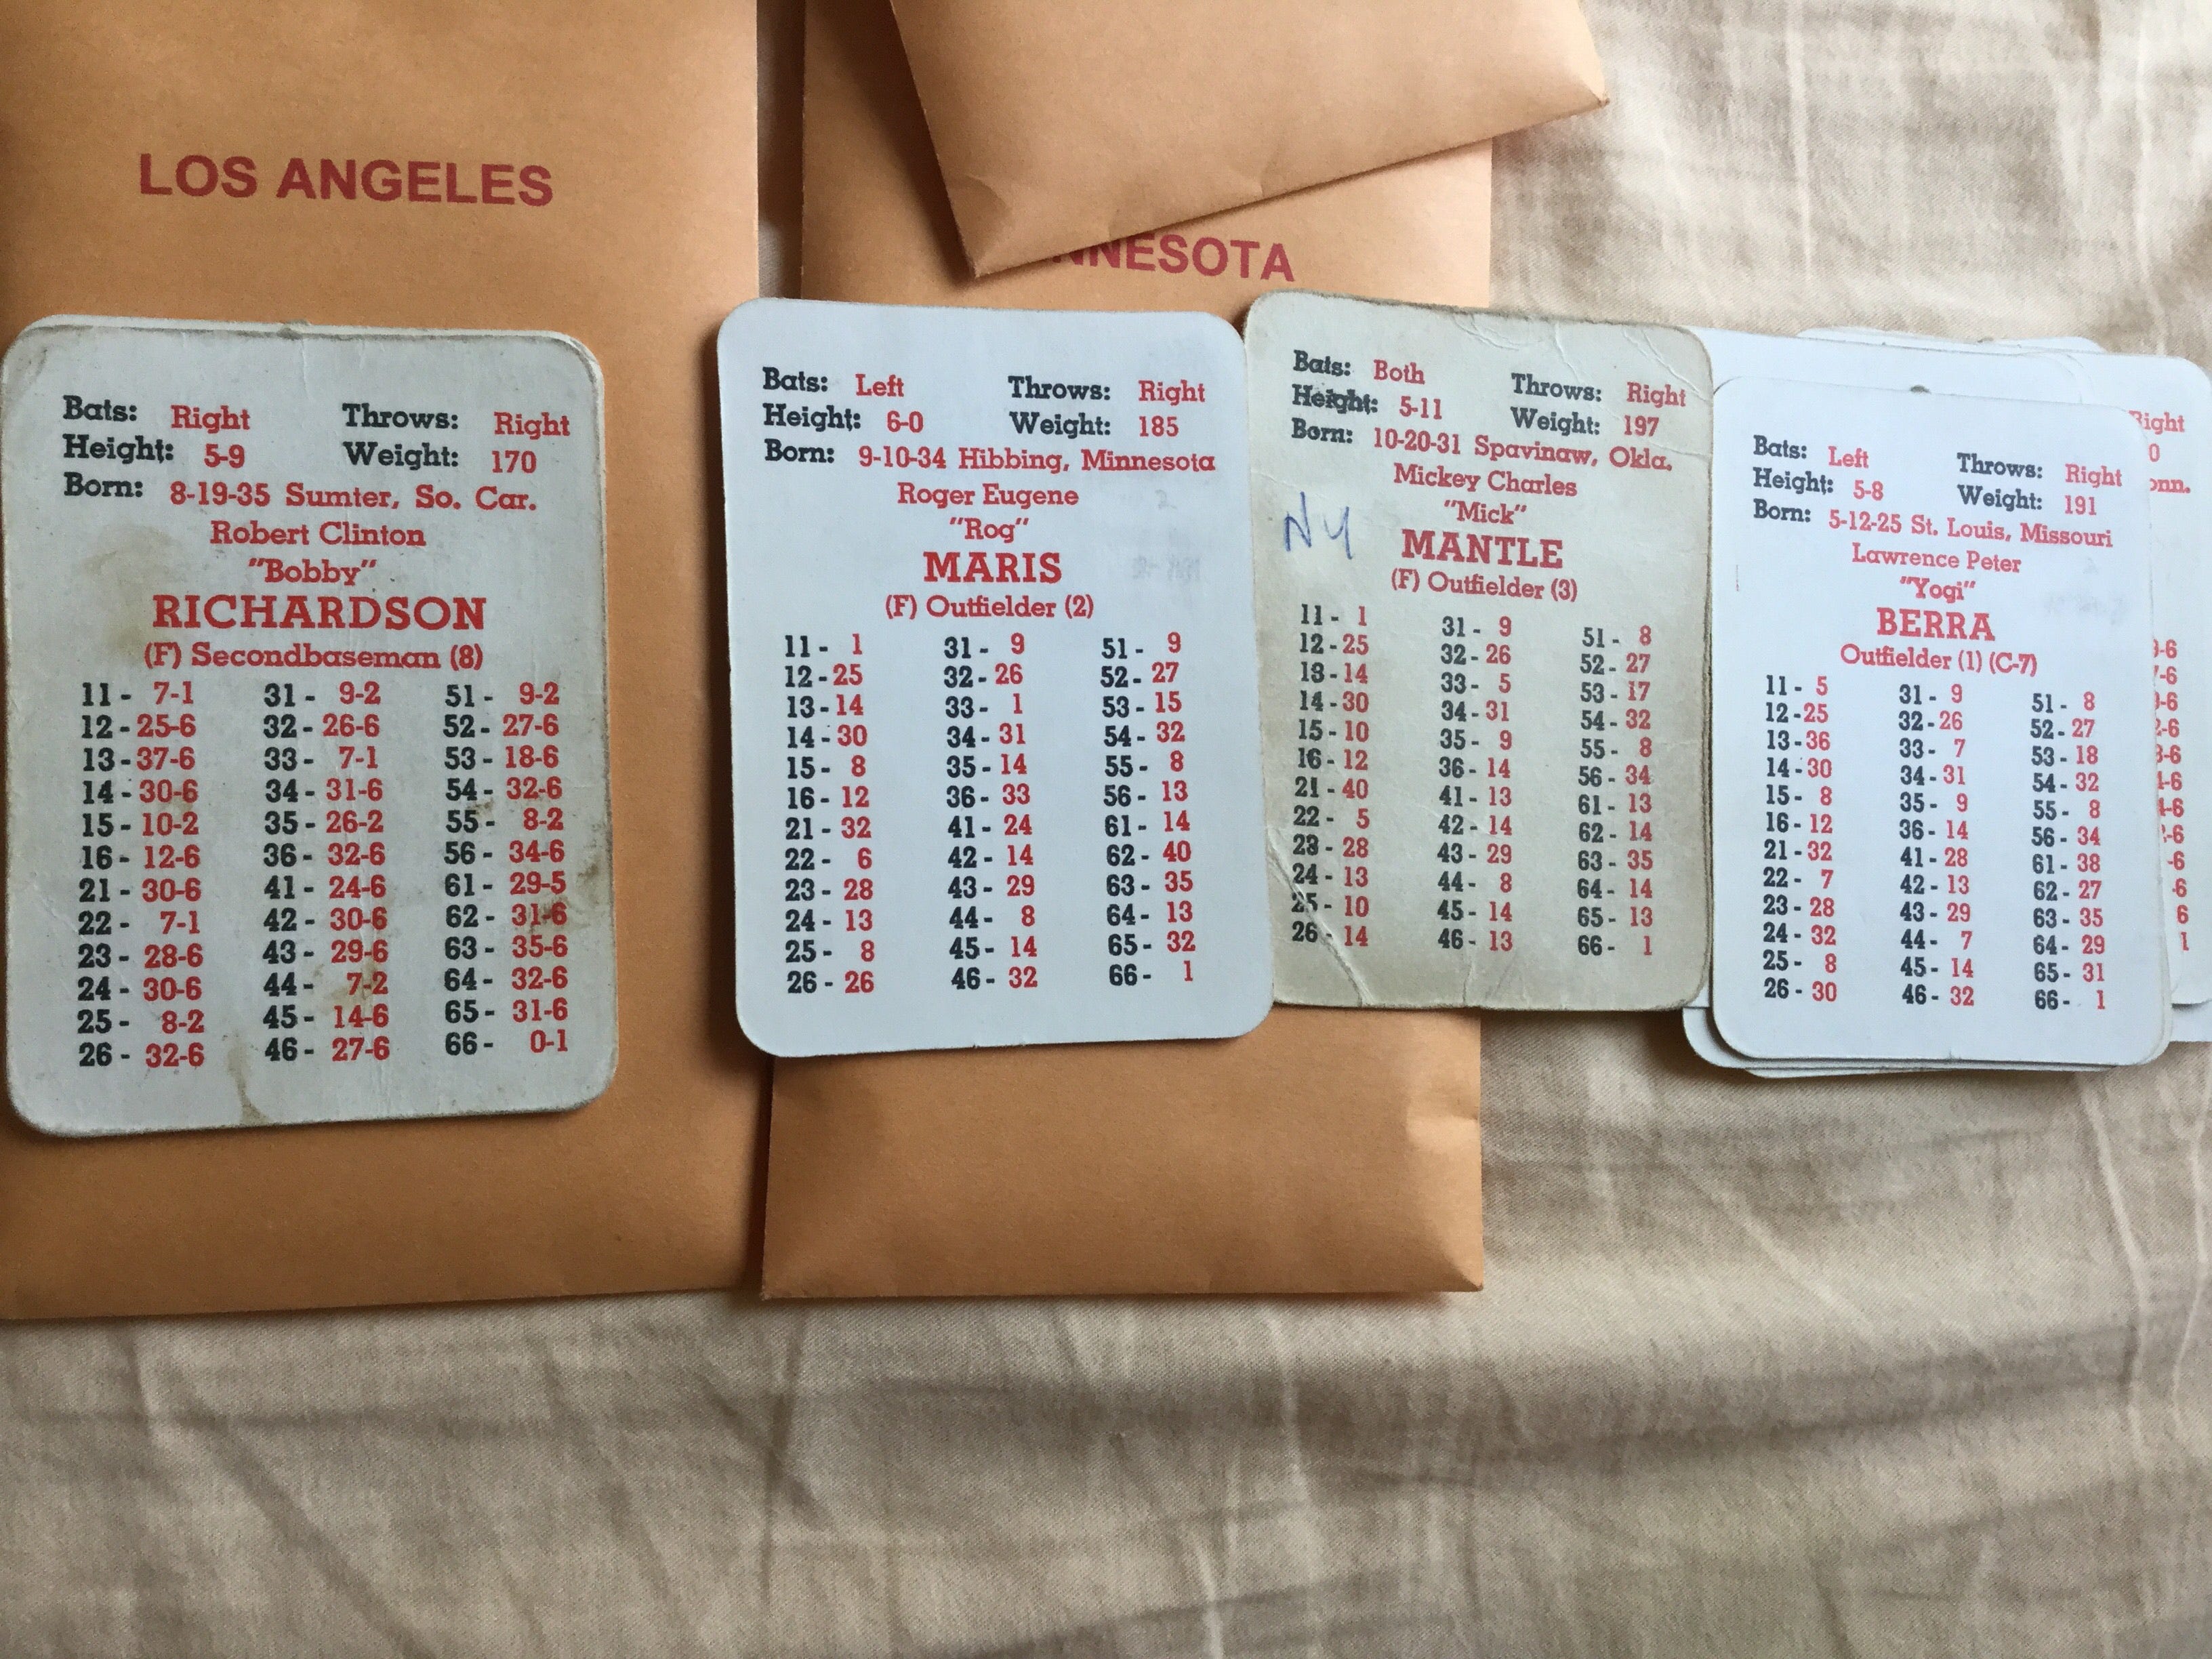 LOS ANGELES
NNESOTA
Bats: Right Throws: Right
Height: 5-9 Weight: 170
Born: 8-19-35 Sumter, So. Car.
Robert Clinton
"Bobby"
RICHARDSON
(F) Secondbaseman (8)
11 - 7-1 31 - 9-2 51 - 9-2
12 - 25-6 32 - 26-6 52 - 27-6
13 - 37-6 33 - 7-1 53 - 18-6
14 - 30-6 34 - 31-6 54 - 32-6
15 - 10-2 35 - 26-2 55 - 8-2
16 - 12-6 36 - 32-6 56 - 34-6
21 - 30-6 41 - 24-6 61 - 29-5
22 - 7-1 42 - 30-6 62 - 31-6
23 - 28-6 43 - 29-6 63 - 35-6
24 - 30-6 44 - 7-2 64 - 32-6
25 - 8-2 45 - 14-6 65 - 31-6
26 - 32-6 46 - 27-6 66 - 0-1
Bats: Left Throws: Right
Height: 6-0 Weight: 185
Born: 9-10-34 Hibbing, Minnesota
Roger Eugene
"Rog"
MARIS
(F) Outfielder (2)
11 - 1 31 - 9 51 - 9
12 - 25 32 - 26 52 - 27
13 - 14 33 - 1 53 - 15
14 - 30 34 - 31 54 - 32
15 - 8 35 - 14 55 - 8
16 - 12 36 - 33 56 - 13
21 - 32 41 - 24 61 - 14
22 - 6 42 - 14 62 - 40
23 - 28 43 - 29 63 - 35
24 - 13 44 - 8 64 - 13
25 - 8 45 - 14 65 - 32
26 - 26 46 - 32 66 - 1
Bats: Both Throws: Right
Height: 5-11 Weight: 197
Born: 10-20-31 Spavinaw, Okla.
Mickey Charles
"Mick"
NY
MANTLE
(F) Outfielder (3)
11 - 1 31 - 9 51 - 8
12 - 25 32 - 26 52 - 27
13 - 14 33 - 5 53 - 17
14 - 30 34 - 31 54 - 32
15 - 10 35 - 9 55 - 8
16 - 12 36 - 14 56 - 34
21 - 40 41 - 13 61 - 13
22 - 5 42 - 14 62 - 14
23 - 28 43 - 29 63 - 35
24 - 13 44 - 8 64 - 14
25 - 10 45 - 14 65 - 13
26 - 14 46 - 13 66 - 1
Bats: Left Throws: Right
Height: 5-8 Weight: 191
Born: 5-12-25 St. Louis, Missouri
Lawrence Peter
"Yogi"
BERRA
Outfielder (1) (C-7)
11 - 5 31 - 9 51 - 8
12 - 25 32 - 26 52 - 27
13 - 36 33 - 7 53 - 18
14 - 30 34 - 31 54 - 32
15 - 8 35 - 9 55 - 8
16 - 12 36 - 14 56 - 34
21 - 32 41 - 28 61 - 38
22 - 7 42 - 13 62 - 27
23 - 28 43 - 29 63 - 35
24 - 32 44 - 7 64 - 29
25 - 8 45 - 14 65 - 31
26 - 30 46 - 32 66 - 1